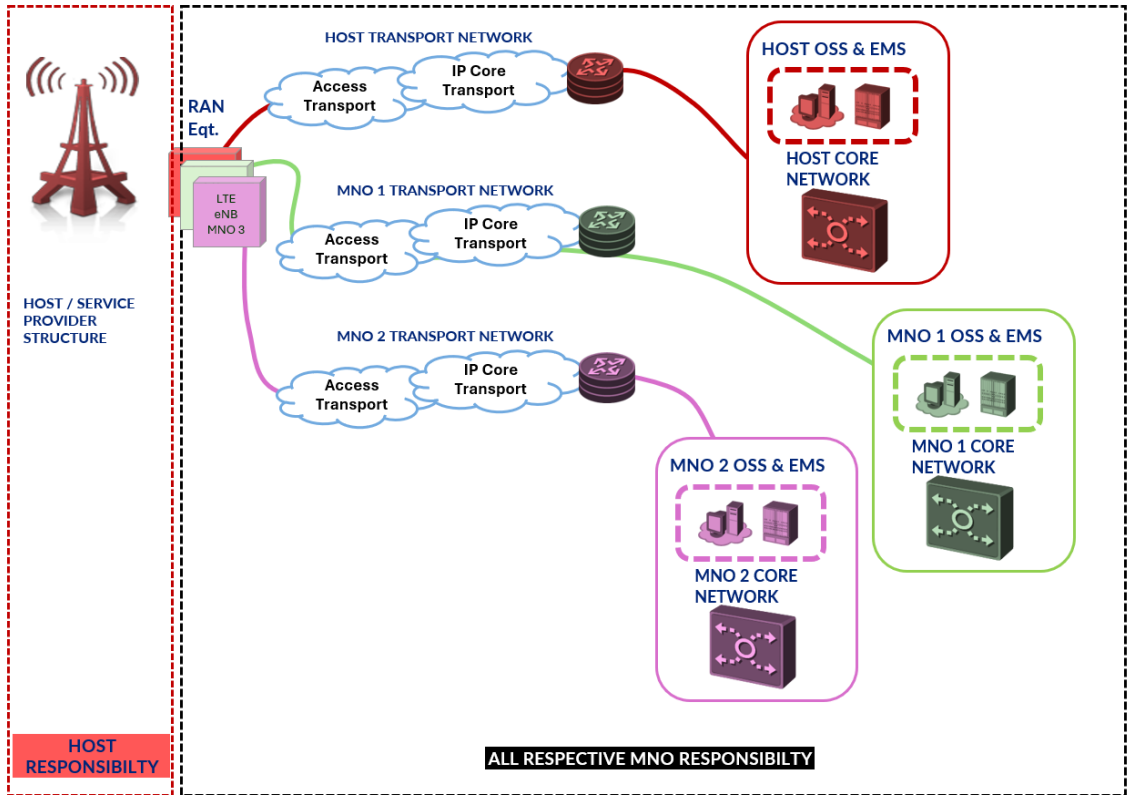 HOST TRANSPORT NETWORK
Access
Transport
IP Core
Transport
HOST OSS & EMS
HOST CORE
NETWORK
RAN
Eqt.
LTE
eNB
MNO 3
MNO 1 TRANSPORT NETWORK
Access
Transport
IP Core
Transport
HOST / SERVICE
PROVIDER
STRUCTURE
MNO 2 TRANSPORT NETWORK
Access
Transport
IP Core
Transport
MNO 1 OSS & EMS
MNO 1 CORE
NETWORK
MNO 2 OSS & EMS
MNO 2 CORE
NETWORK
HOST
RESPONSIBILTY
ALL RESPECTIVE MNO RESPONSIBILTY